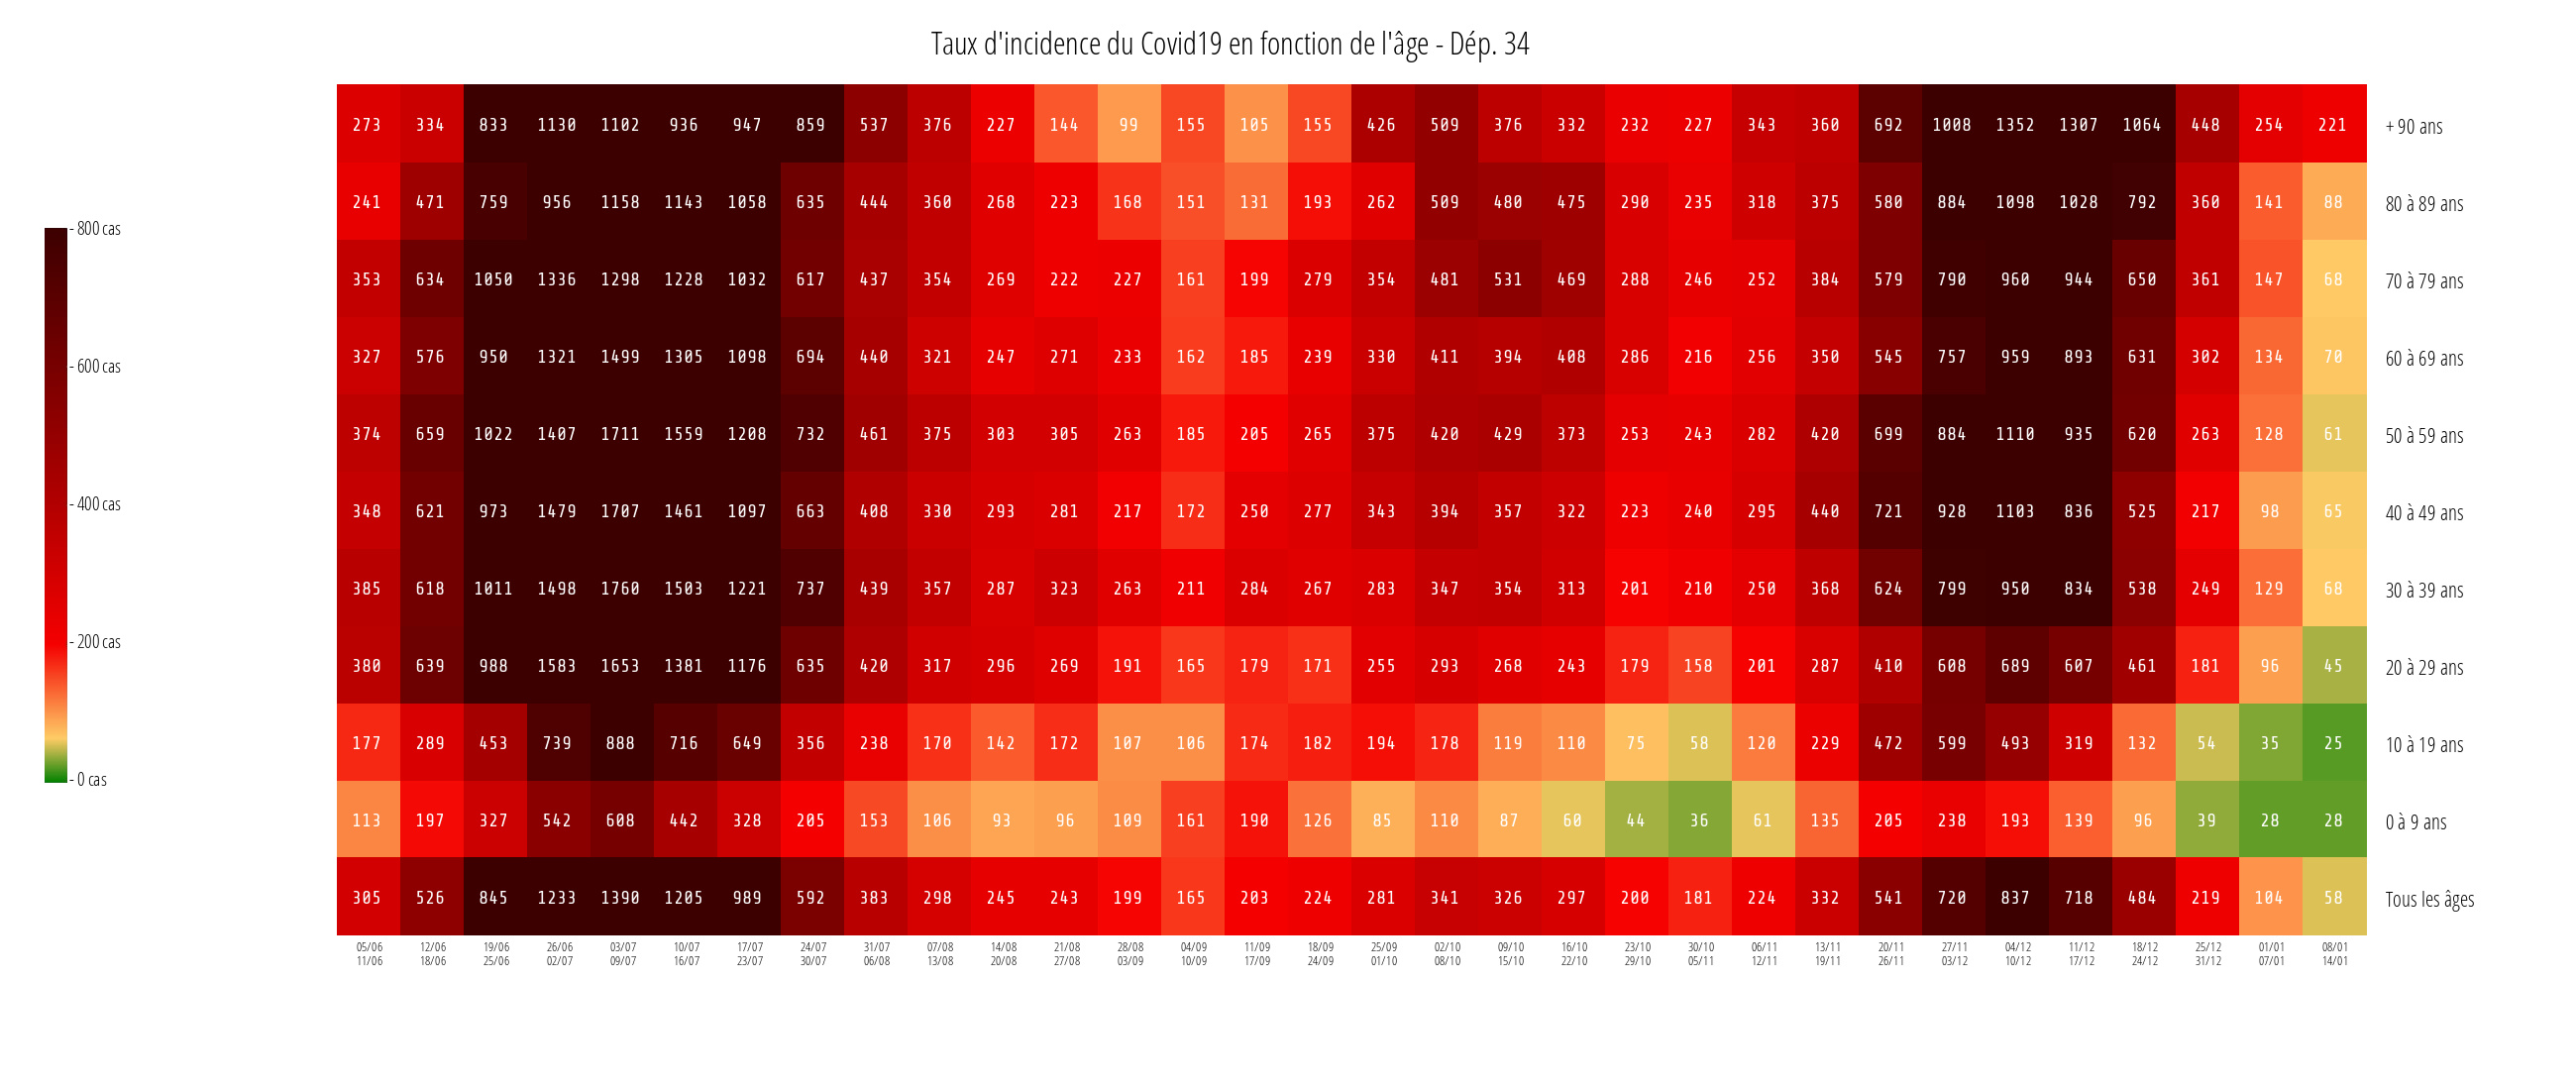 Taux d'incidence du Covid19 en fonction de l'âge - Dép. 34
- 800 cas
- 600 cas
- 400 cas
- 200 cas
- 0 cas
273 334 833 1130 1102 936 947 859 537 376 227 144 99 155 105 155 426 509 376 332 232 227 343 360 692 1008 1352 1307 1064 448 254 221 + 90 ans
241 471 759 956 1158 1143 1058 635 444 360 268 223 168 151 131 193 262 509 480 475 290 235 318 375 580 884 1098 1028 792 360 141 88 80 à 89 ans
353 634 1050 1336 1298 1228 1032 617 437 354 269 222 227 161 199 279 354 481 531 469 288 246 252 384 579 790 960 944 650 361 147 68 70 à 79 ans
327 576 950 1321 1499 1305 1098 694 440 321 247 271 233 162 185 239 330 411 394 408 286 216 256 350 545 757 959 893 631 302 134 70 60 à 69 ans
374 659 1022 1407 1711 1559 1208 732 461 375 303 305 263 185 205 265 375 420 429 373 253 243 282 420 699 884 1110 935 620 263 128 61 50 à 59 ans
348 621 973 1479 1707 1461 1097 663 408 330 293 281 217 172 250 277 343 394 357 322 223 240 295 440 721 928 1103 836 525 217 98 65 40 à 49 ans
385 618 1011 1498 1760 1503 1221 737 439 357 287 323 263 211 284 267 283 347 354 313 201 210 250 368 624 799 950 834 538 249 129 68 30 à 39 ans
380 639 988 1583 1653 1381 1176 635 420 317 296 269 191 165 179 171 255 293 268 243 179 158 201 287 410 608 689 607 461 181 96 45 20 à 29 ans
177 289 453 739 888 716 649 356 238 170 142 172 107 106 174 182 194 178 119 110 75 58 120 229 472 599 493 319 132 54 35 25 10 à 19 ans
113 197 327 542 608 442 328 205 153 106 93 96 109 161 190 126 85 110 87 60 44 36 61 135 205 238 193 139 96 39 28 28 0 à 9 ans
305 526 845 1233 1390 1205 989 592 383 298 245 243 199 165 203 224 281 341 326 297 200 181 224 332 541 720 837 718 484 219 104 58 Tous les âges
05/06 12/06 19/06 26/06 03/07 10/07 17/07 24/07 31/07 07/08 14/08 21/08 28/08 04/09 11/09 18/09 25/09 02/10 09/10 16/10 23/10 30/10 06/11 13/11 20/11 27/11 04/12 11/12 18/12 25/12 01/01 08/01
11/06 18/06 25/06 02/07 09/07 16/07 23/07 30/07 06/08 13/08 20/08 27/08 03/09 10/09 17/09 24/09 01/10 08/10 15/10 22/10 29/10 05/11 12/11 19/11 26/11 03/12 10/12 17/12 24/12 31/12 07/01 14/01